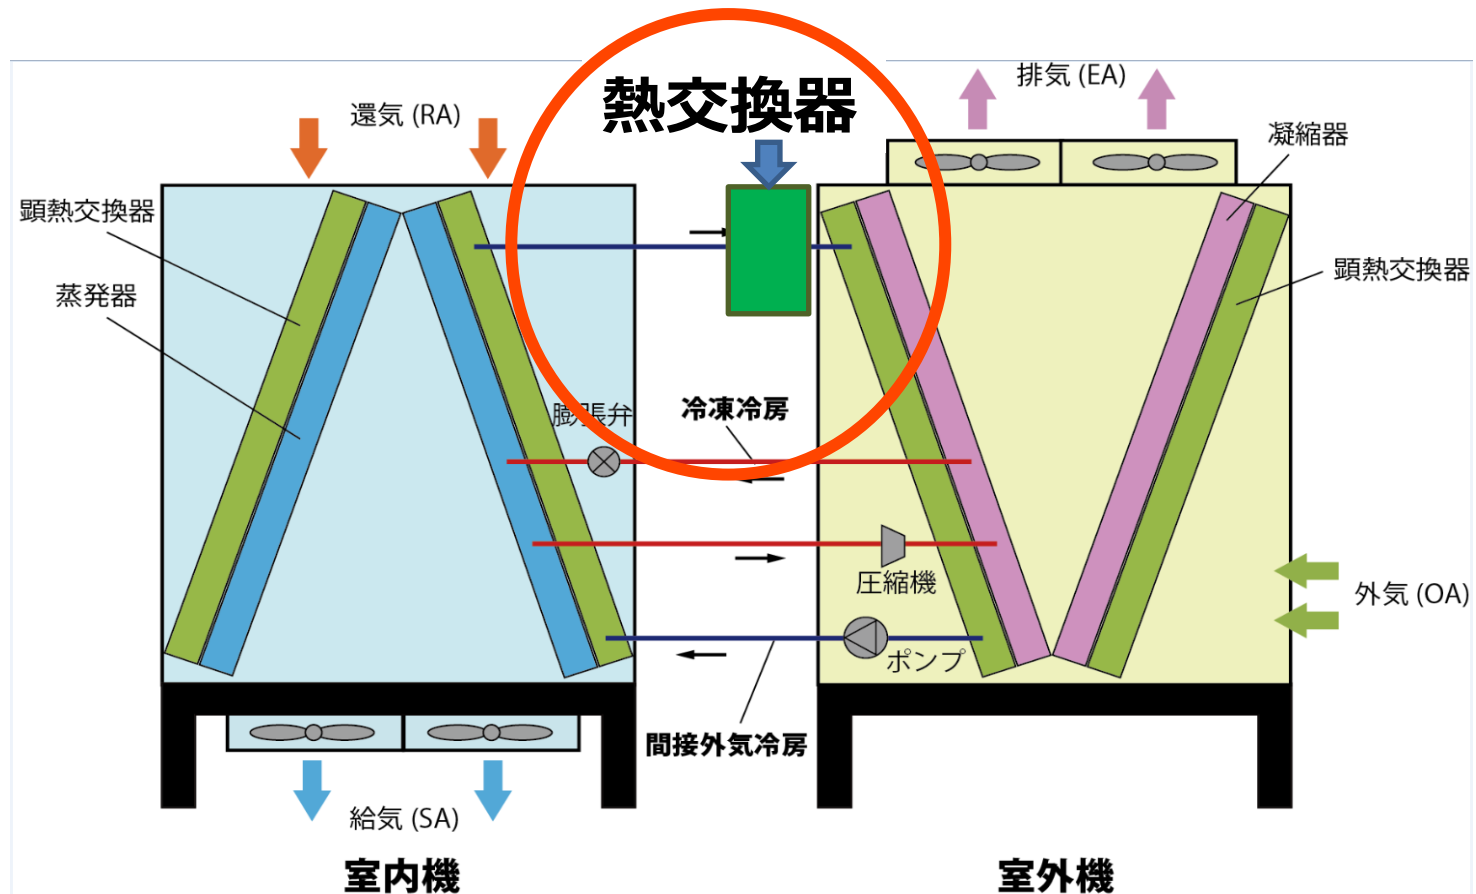 熱交換器
排気 (EA)
還気 (RA)
凝縮器
顕熱交換器
顕熱交換器
蒸発器
膨張弁
冷凍冷房
圧縮機
外気 (OA)
ポンプ
間接外気冷房
給気 (SA)
室内機
室外機